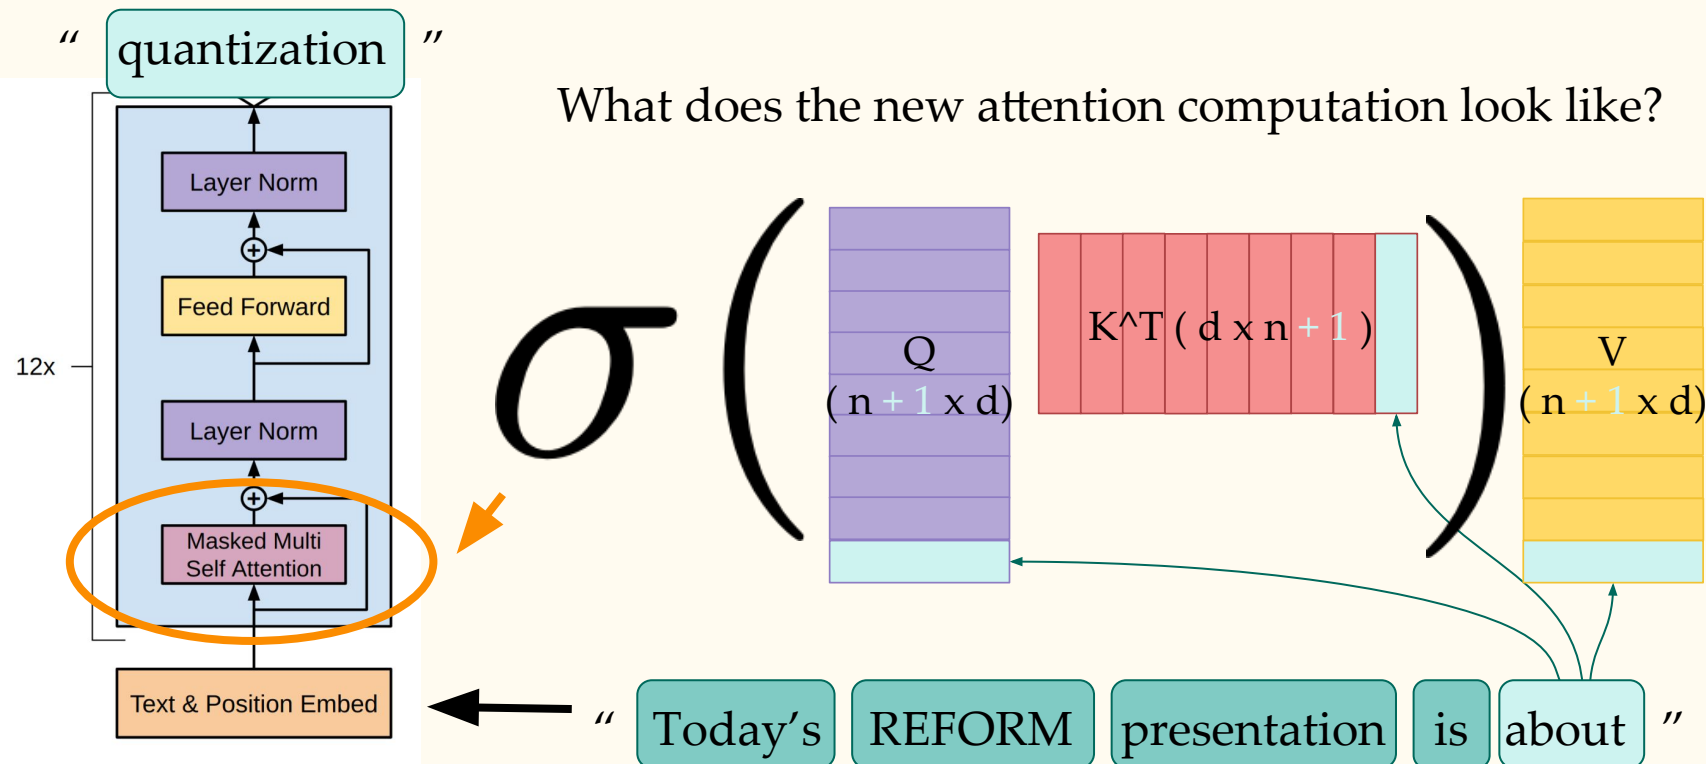 “ quantization ”
What does the new attention computation look like?
Layer Norm
+
Feed Forward
12x
Layer Norm
+
Masked Multi
Self Attention
Text & Position Embed
σ (
Q
( n + 1 x d)
K^T ( d x n + 1 )
)
V
( n + 1 x d)
“ Today’s REFORM presentation is about ”